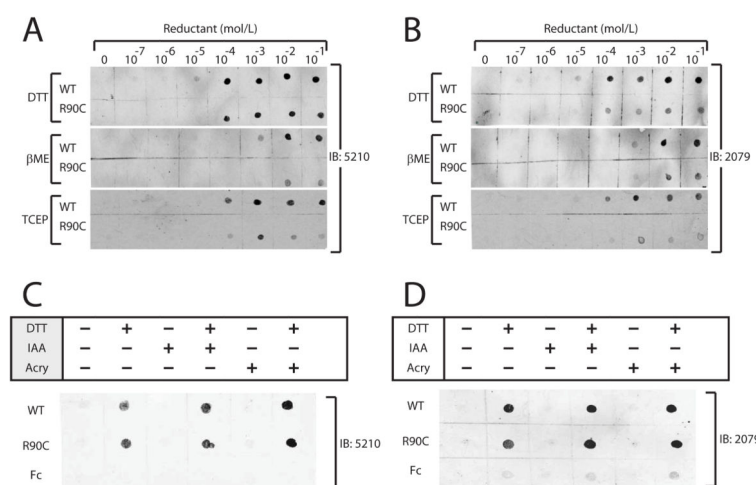 A
Reductant (mol/L)
0 10-7 10-6 10-5 10-4 10-3 10-2 10-1
DTT
WT
R90C
βME
WT
R90C
TCEP
WT
R90C
IB: 5210
B
Reductant (mol/L)
0 10-7 10-6 10-5 10-4 10-3 10-2 10-1
DTT
WT
R90C
βME
WT
R90C
TCEP
WT
R90C
IB: 2079
C
DTT – + – + – +
IAA – – + + – –
Acry – – – – + +
WT
R90C
Fc
IB: 5210
D
DTT – + – + – +
IAA – – + + – –
Acry – – – – + +
WT
R90C
Fc
IB: 2079